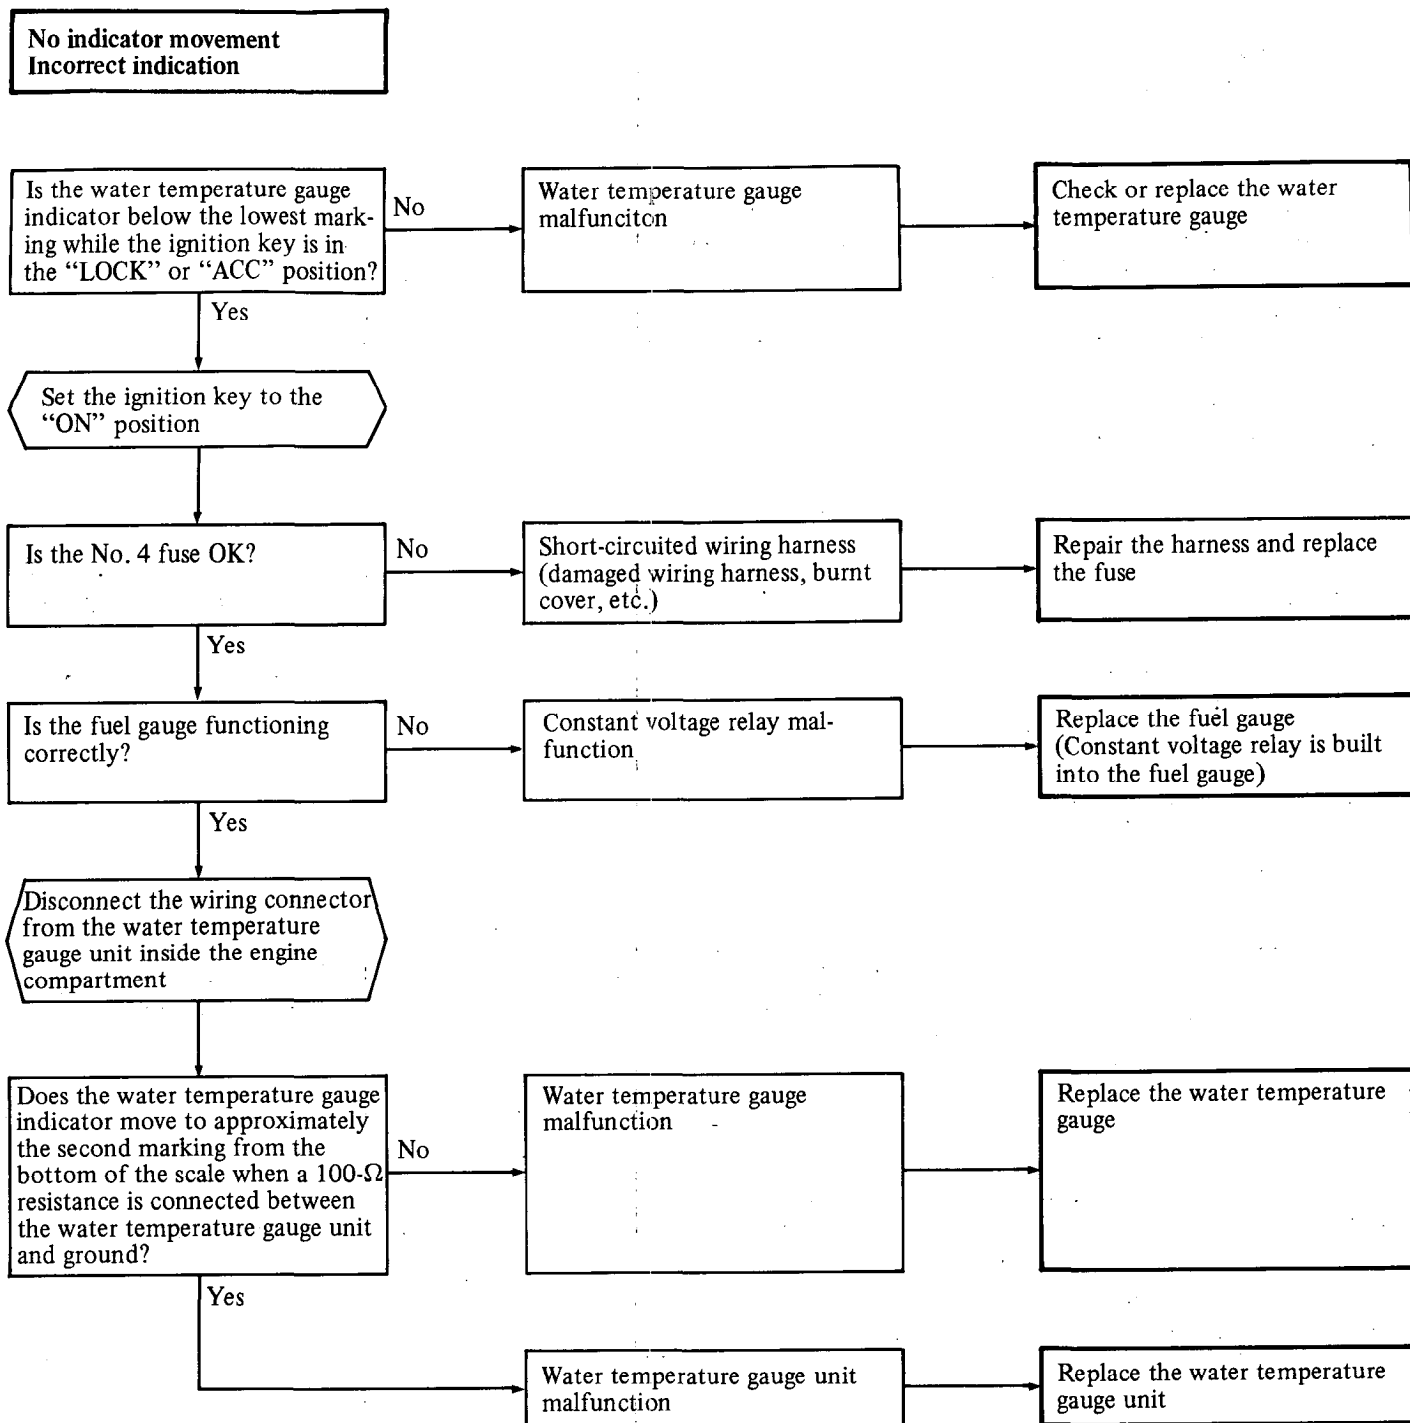 No indicator movement
Incorrect indication
Is the water temperature gauge
indicator below the lowest mark-
ing while the ignition key is in
the “LOCK” or “ACC” position?
No
Water temperature gauge
malfunciton
Check or replace the water
temperature gauge
Yes
Set the ignition key to the
“ON” position
Is the No. 4 fuse OK?
No
Short-circuited wiring harness
(damaged wiring harness, burnt
cover, etc.)
Repair the harness and replace
the fuse
Yes
Is the fuel gauge functioning
correctly?
No
Constant voltage relay mal-
function
Replace the fuel gauge
(Constant voltage relay is built
into the fuel gauge)
Yes
Disconnect the wiring connector
from the water temperature
gauge unit inside the engine
compartment
Does the water temperature gauge
indicator move to approximately
the second marking from the
bottom of the scale when a 100-Ω
resistance is connected between
the water temperature gauge unit
and ground?
No
Water temperature gauge
malfunction
Replace the water temperature
gauge
Yes
Water temperature gauge unit
malfunction
Replace the water temperature
gauge unit